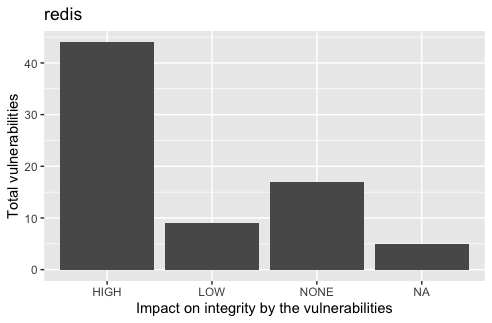 redis
Total vulnerabilities
40
30
20
10
0
HIGH LOW NONE NA
Impact on integrity by the vulnerabilities